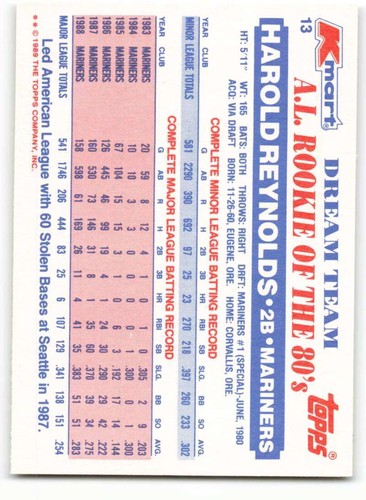 13
Kmart®
DREAM TEAM
A.L. ROOKIE OF THE 80's
TOPPS®
HAROLD REYNOLDS • 2B • MARINERS
HT: 5'11" WT: 165 BATS: BOTH THROWS: RIGHT DRFT: MARINERS #1 (SPECIAL)-JUNE, 1980
ACQ: VIA DRAFT BORN: 11-26-60, EUGENE, ORE. HOME: CORVALLIS, ORE.
COMPLETE MINOR LEAGUE BATTING RECORD
YEAR CLUB G AB R H 2B 3B HR RBI SB SLG BB SO AVG.
MINOR LEAGUE TOTALS 581 2290 390 692 97 25 23 270 218 .397 260 233 .302
COMPLETE MAJOR LEAGUE BATTING RECORD
YEAR CLUB G AB R H 2B 3B HR RBI SB SLG BB SO AVG.
1983 MARINERS 20 59 8 12 4 1 0 1 0 .305 2 9 .203
1984 MARINERS 10 10 3 3 0 0 0 0 1 .300 0 1 .300
1985 MARINERS 67 104 15 15 3 1 0 6 3 .192 17 14 .144
1986 MARINERS 126 445 46 99 19 4 1 24 30 .290 29 42 .222
1987 MARINERS 160 530 73 146 31 8 1 35 60 .370 39 34 .275
1988 MARINERS 158 598 61 169 26 11 4 41 35 .383 51 51 .283
MAJOR LEAGUE TOTALS 541 1746 206 444 83 25 6 107 129 .341 138 151 .254
Led American League with 60 Stolen Bases at Seattle in 1987.
** © 1989 THE TOPPS COMPANY, INC.